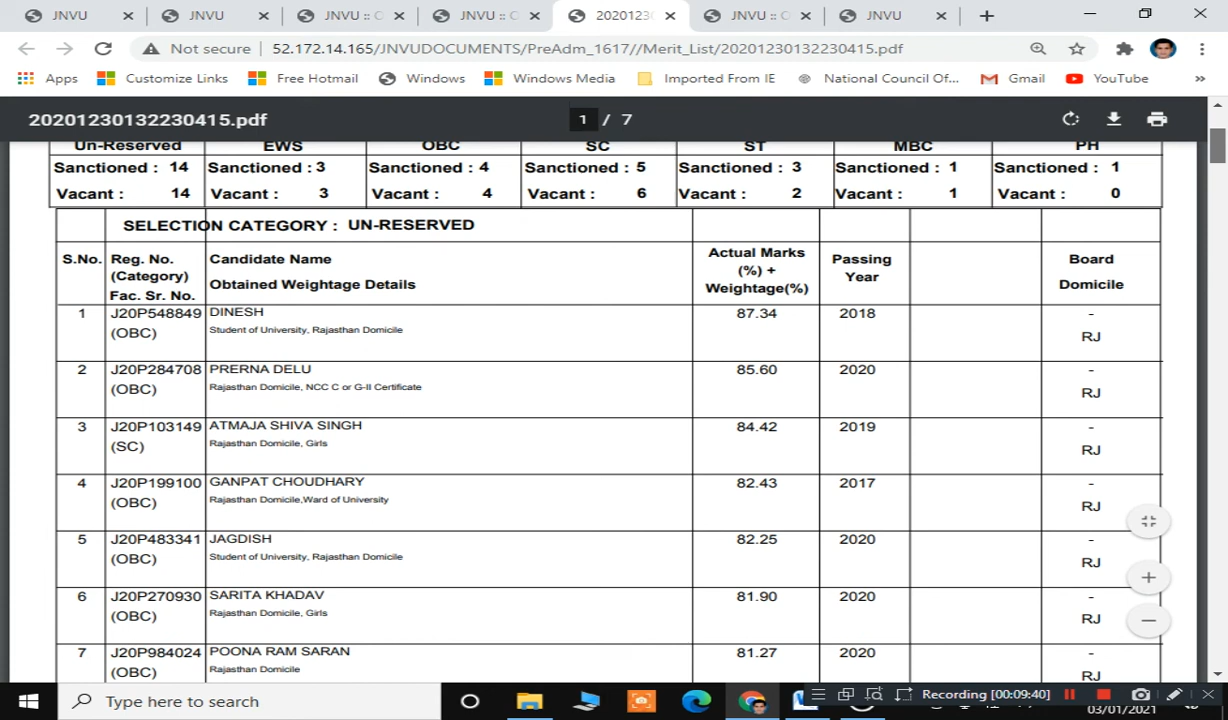 JNVU JNVU JNVU :: C JNVU :: C 2020123 JNVU :: C JNVU
Not secure 52.172.14.165/JNVUDOCUMENTS/PreAdm_1617//Merit_List/20201230132230415.pdf
Apps Customize Links Free Hotmail Windows Windows Media Imported From IE National Council Of... Gmail YouTube »
20201230132230415.pdf 1 / 7
Un-Reserved EWS OBC SC ST MBC PH
Sanctioned : 14 Sanctioned : 3 Sanctioned : 4 Sanctioned : 5 Sanctioned : 3 Sanctioned : 1 Sanctioned : 1
Vacant : 14 Vacant : 3 Vacant : 4 Vacant : 6 Vacant : 2 Vacant : 1 Vacant : 0
SELECTION CATEGORY : UN-RESERVED
S.No. Reg. No. Candidate Name Actual Marks Passing Board
(Category) (%) + Year
Fac. Sr. No. Obtained Weightage Details Weightage(%) Domicile
1 J20P548849 DINESH 87.34 2018 -
(OBC) Student of University, Rajasthan Domicile RJ
2 J20P284708 PRERNA DELU 85.60 2020 -
(OBC) Rajasthan Domicile, NCC C or G-II Certificate RJ
3 J20P103149 ATMAJA SHIVA SINGH 84.42 2019 -
(SC) Rajasthan Domicile, Girls RJ
4 J20P199100 GANPAT CHOUDHARY 82.43 2017 -
(OBC) Rajasthan Domicile,Ward of University RJ
5 J20P483341 JAGDISH 82.25 2020 -
(OBC) Student of University, Rajasthan Domicile RJ
6 J20P270930 SARITA KHADAV 81.90 2020 -
(OBC) Rajasthan Domicile, Girls RJ
7 J20P984024 POONA RAM SARAN 81.27 2020 -
(OBC) Rajasthan Domicile RJ
Type here to search Recording [00:09:40]
03/01/2021